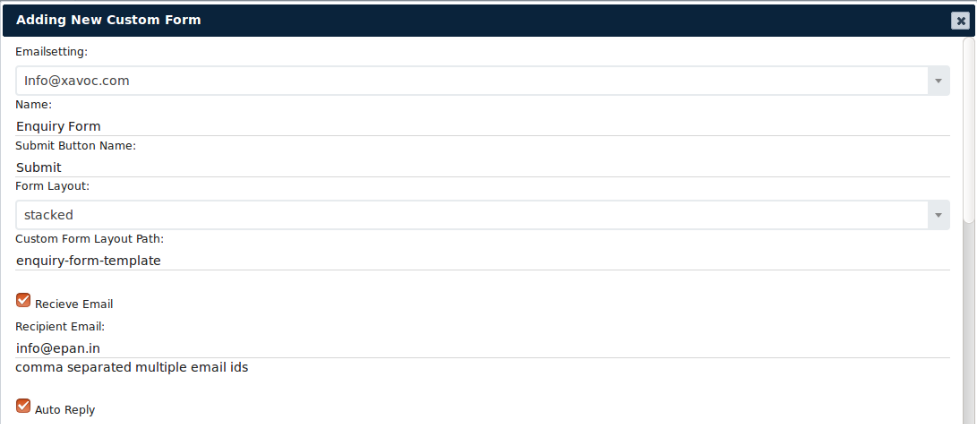 Adding New Custom Form
Emailsetting:
Info@xavoc.com
Name:
Enquiry Form
Submit Button Name:
Submit
Form Layout:
stacked
Custom Form Layout Path:
enquiry-form-template
Recieve Email
Recipient Email:
info@epan.in
comma separated multiple email ids
Auto Reply